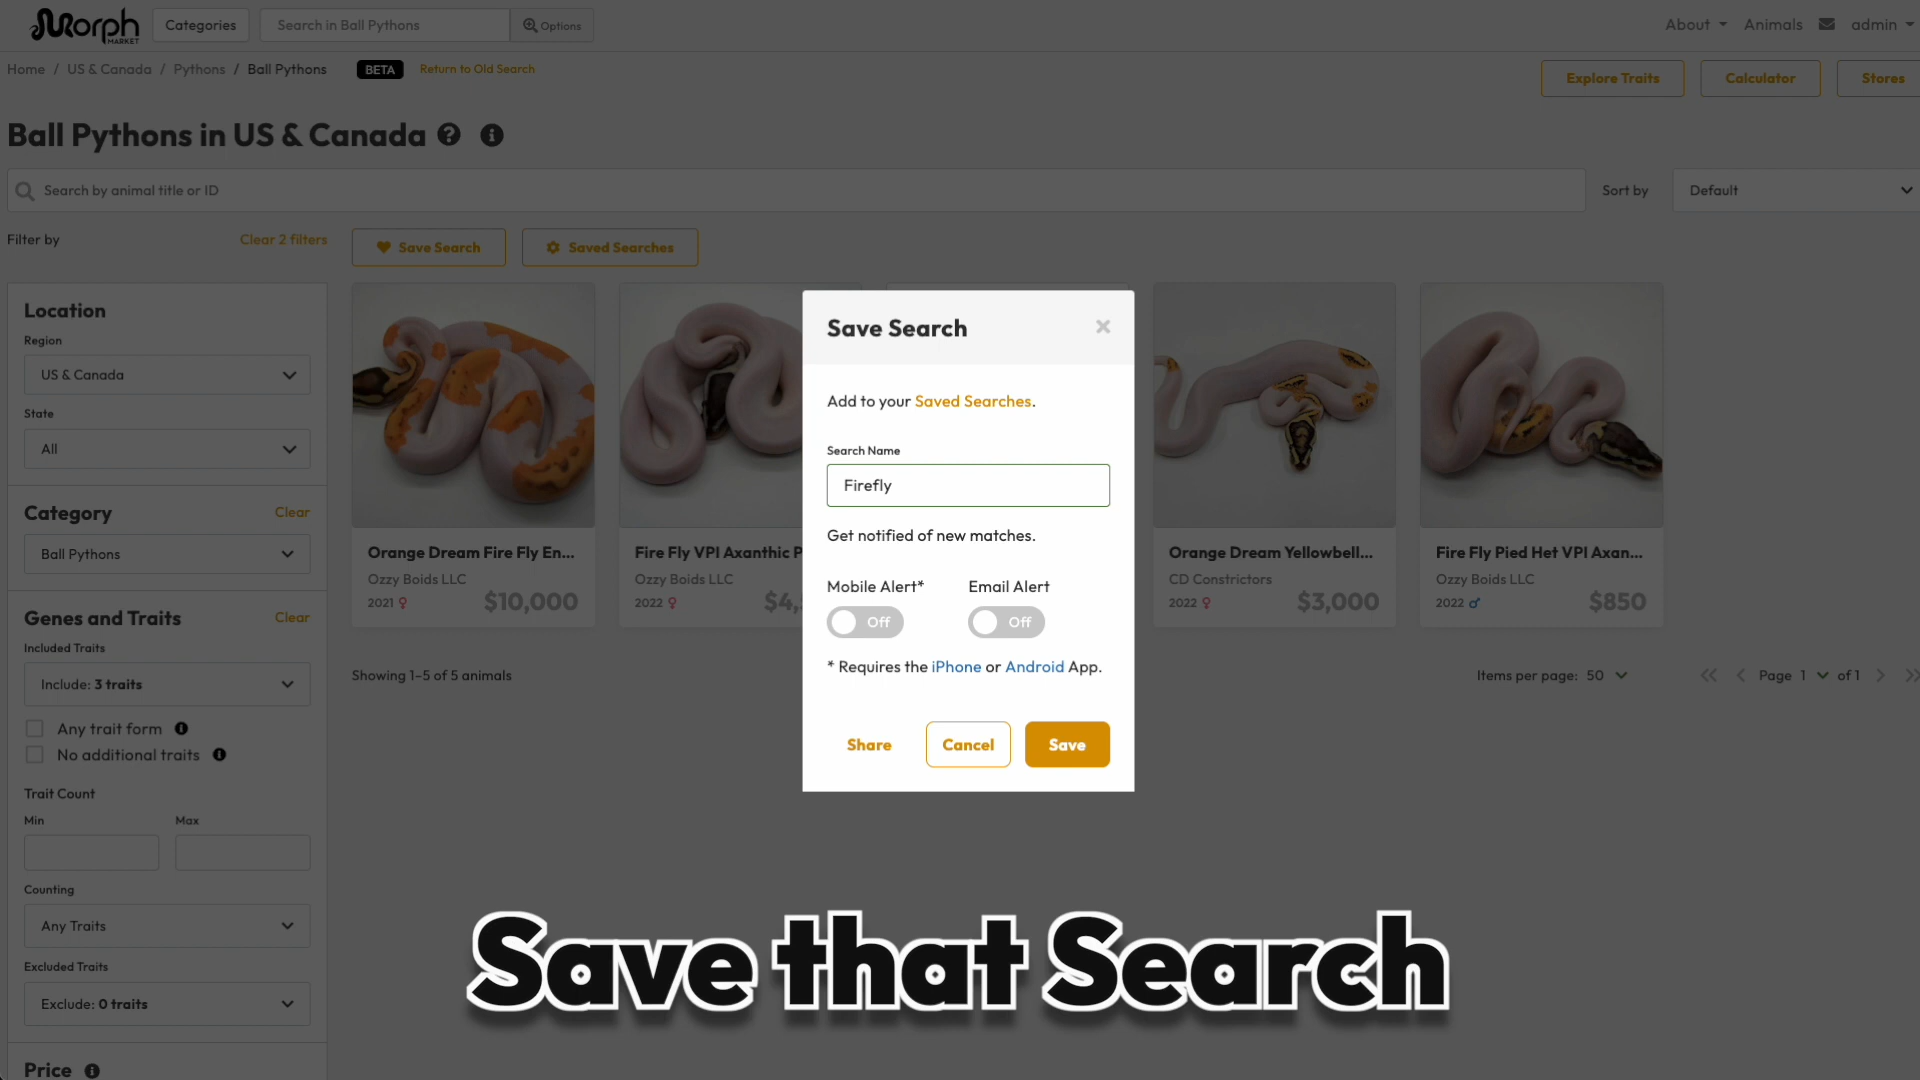 Morph
MARKET
Categories
Search in Ball Pythons
Options
About
Animals
admin
Home / US & Canada / Pythons / Ball Pythons
BETA
Return to Old Search
Explore Traits
Calculator
Stores
Ball Pythons in US & Canada
Search by animal title or ID
Sort by
Default
Filter by
Clear 2 filters
Save Search
Saved Searches
Location
Region
US & Canada
State
All
Category
Clear
Ball Pythons
Genes and Traits
Clear
Included Traits
Include: 3 traits
Any trait form
No additional traits
Trait Count
Min
Max
Counting
Any Traits
Excluded Traits
Exclude: 0 traits
Price
Orange Dream Fire Fly En...
Ozzy Boids LLC
2021 ♀
$10,000
Fire Fly VPI Axanthic P
Ozzy Boids LLC
2022 ♀
Orange Dream Yellowbell...
CD Constrictors
2022 ♀
$3,000
Fire Fly Pied Het VPI Axan...
Ozzy Boids LLC
2022 ♂
$850
Showing 1–5 of 5 animals
Items per page: 50
Page 1 of 1
Save Search
Add to your Saved Searches.
Search Name
Firefly
Get notified of new matches.
Mobile Alert*
Email Alert
Off
Off
* Requires the iPhone or Android App.
Share
Cancel
Save
Save that Search